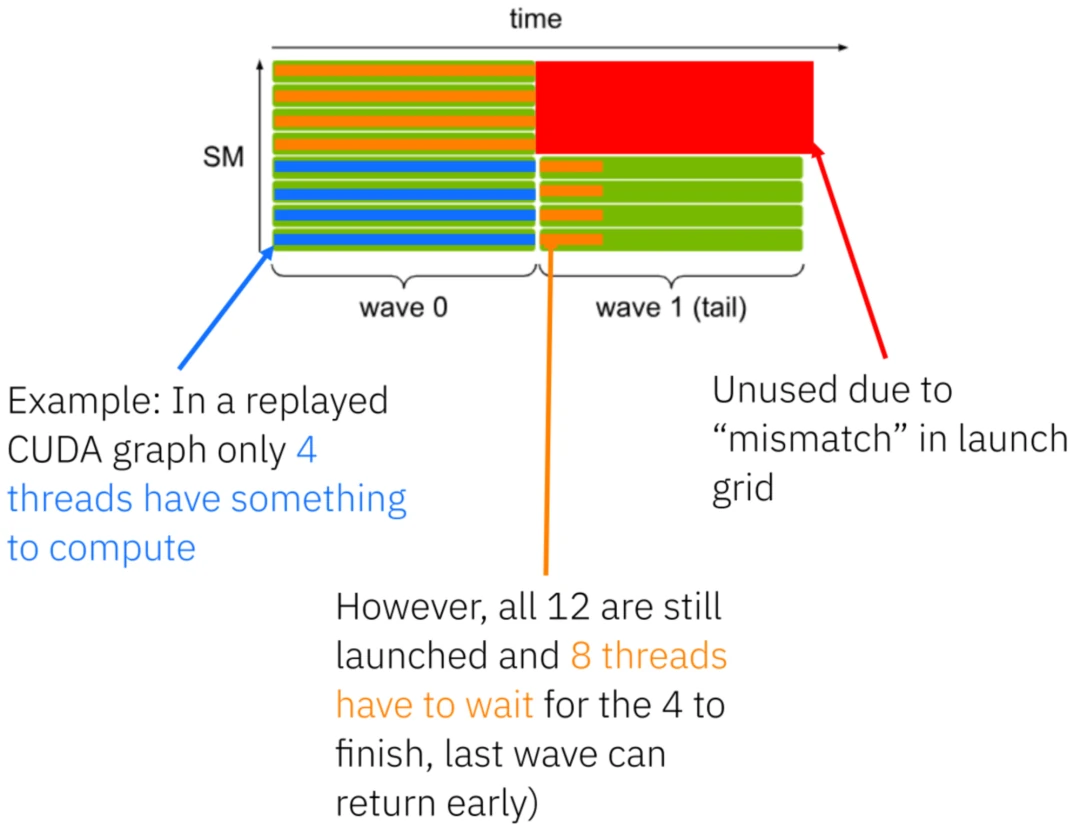 time
SM
wave 0
wave 1 (tail)
Example: In a replayed
CUDA graph only 4
threads have something
to compute
Unused due to
“mismatch” in launch
grid
However, all 12 are still
launched and 8 threads
have to wait for the 4 to
finish, last wave can
return early)